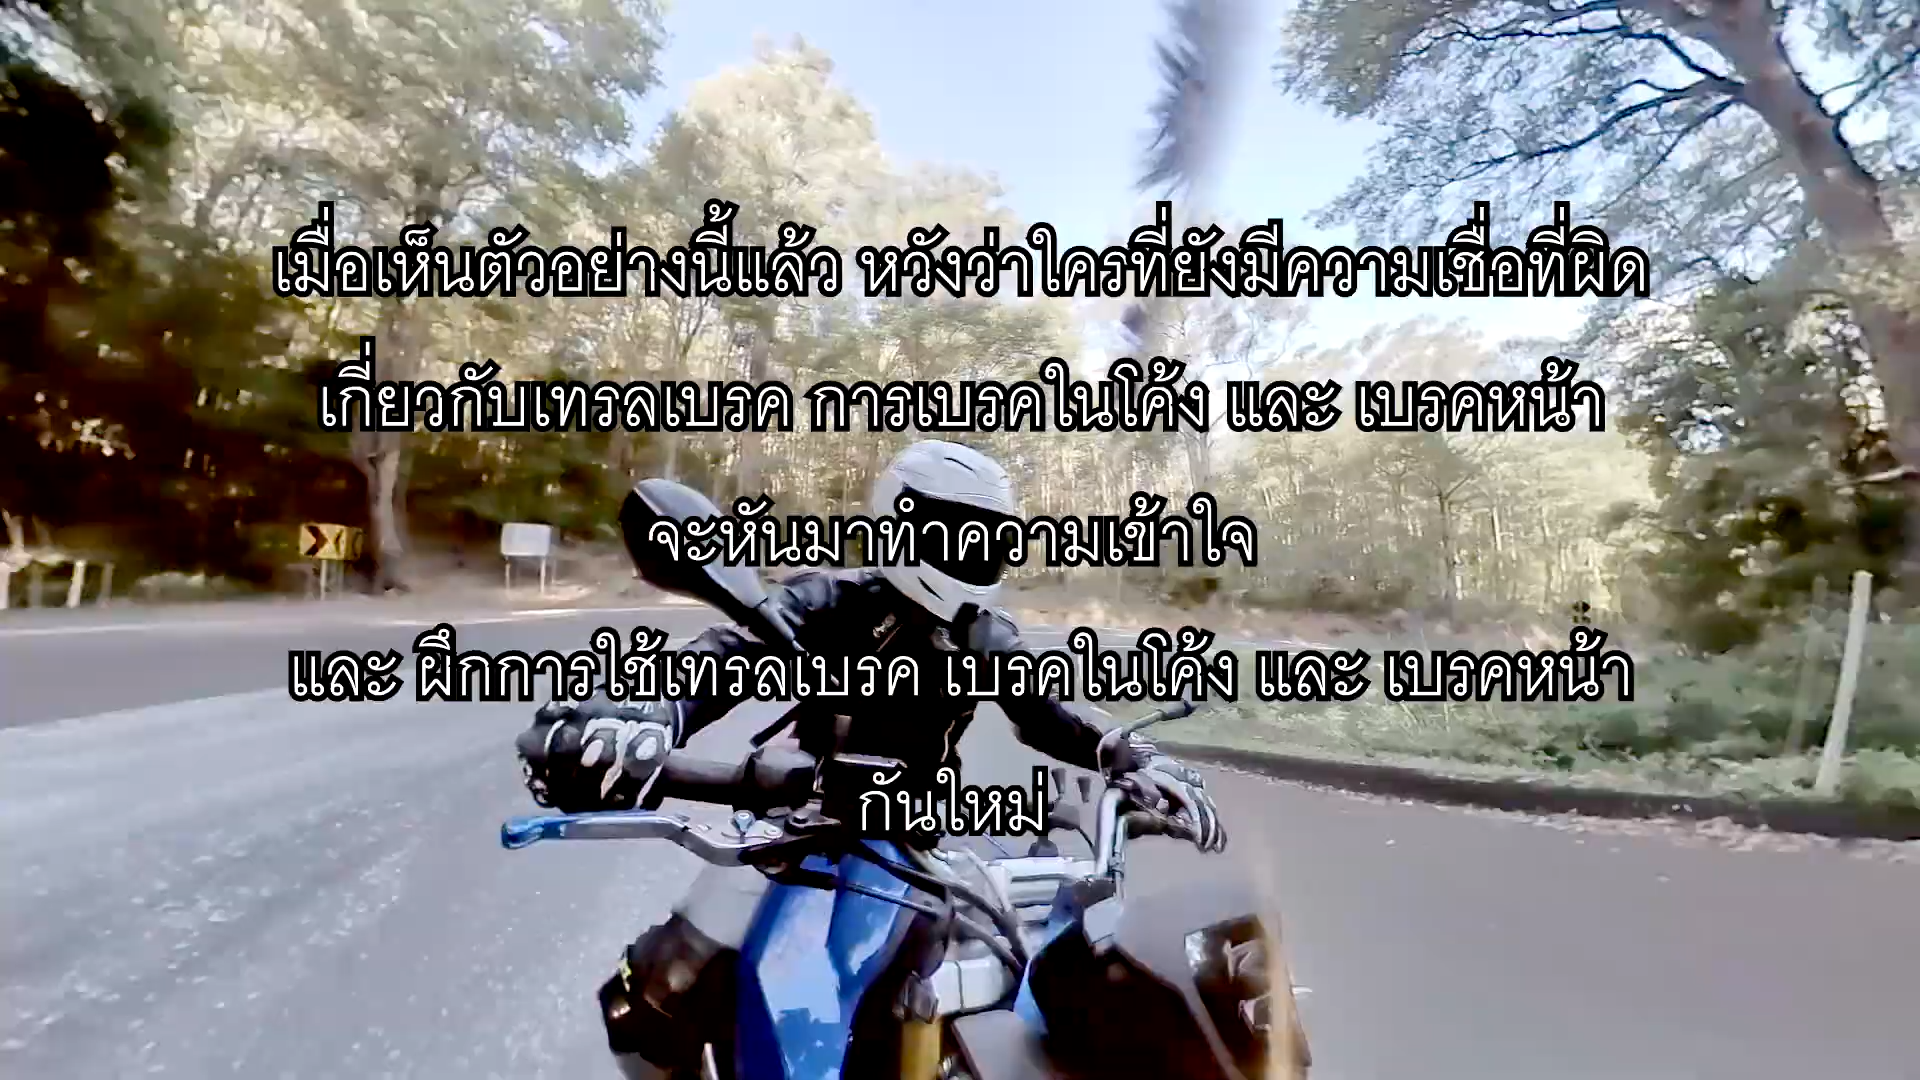 เมื่อเห็นตัวอย่างนี้แล้ว หวังว่าใครที่ยังมีความเชื่อที่ผิด
เกี่ยวกับเทรลเบรค การเบรคในโค้ง และ เบรคหน้า
จะหันมาทำความเข้าใจ
และ ฝึกการใช้เทรลเบรค เบรคในโค้ง และ เบรคหน้า
กันใหม่